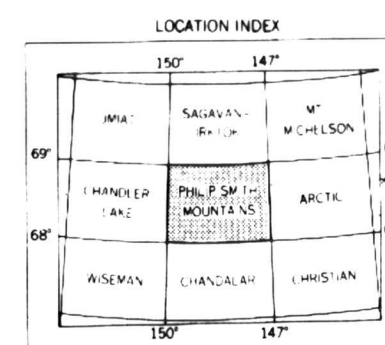 LOCATION INDEX
150° 147°
UMIAT SAGAVAN- MT
IRKTOK MICHELSON
69°
CHANDLER PHILIP SMITH ARCTIC
LAKE MOUNTAINS
68°
WISEMAN CHANDALAR CHRISTIAN
150° 147°